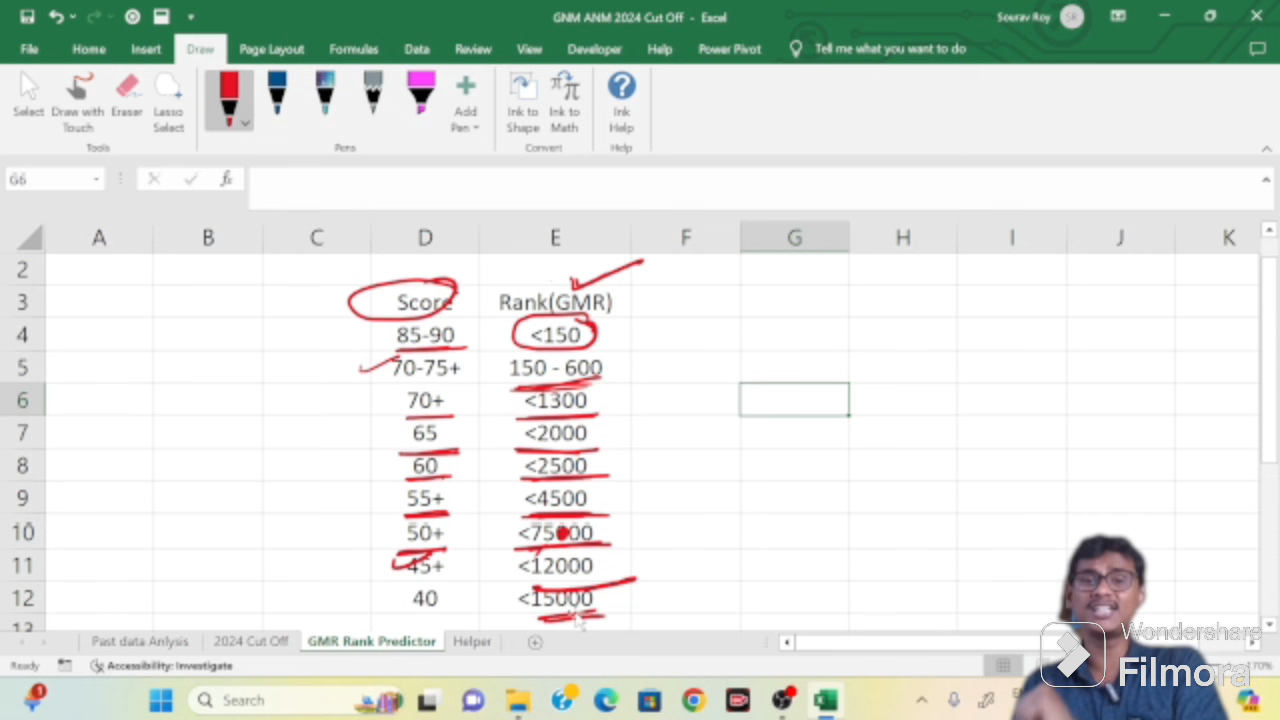 GNM ANM 2024 Cut Off - Excel
Sourav Roy SR
File Home Insert Draw Page Layout Formulas Data Review View Developer Help Power Pivot Tell me what you want to do
Select Draw with Touch Eraser Lasso Select Add Pen Ink to Shape Ink to Math Ink Help
Tools Pens Convert Help
G6 fx
A B C D E F G H I J K
2
3 Score Rank(GMR)
4 85-90 <150
5 70-75+ 150 - 600
6 70+ <1300
7 65 <2000
8 60 <2500
9 55+ <4500
10 50+ <75000
11 45+ <12000
12 40 <15000
13
Past data Anlysis 2024 Cut Off GMR Rank Predictor Helper
Wondershare
Filmora
Ready Accessibility: Investigate 170%
Search